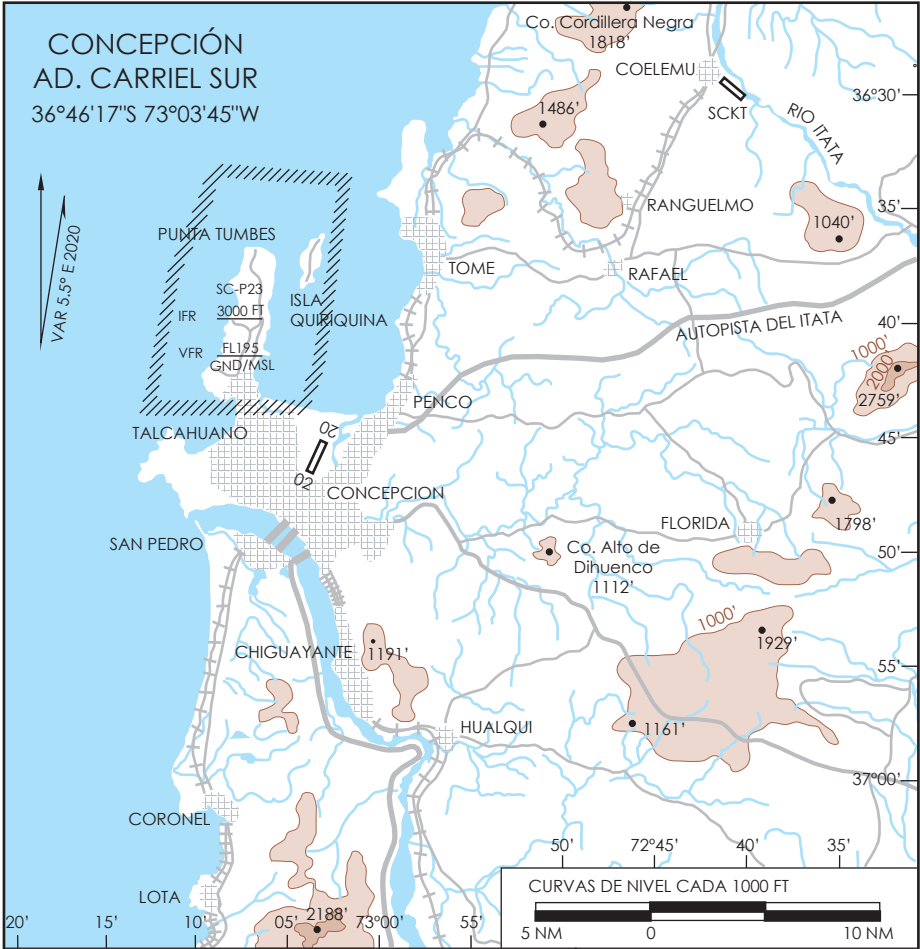 CONCEPCIÓN
AD. CARRIEL SUR
36°46'17"S 73°03'45"W
Co. Cordillera Negra
1818'
COELEMU
SCKT
36°30'
1486'
RIO ITATA
VAR 5.5° E 2020
RANGUELMO
35'
1040'
PUNTA TUMBES
TOME
RAFAEL
SC-P23
IFR
3000 FT
ISLA
QUIRIQUINA
VFR
FL195
GND/MSL
AUTOPISTA DEL ITATA
40'
1000'
2000
2759'
PENCO
TALCAHUANO
20
02
45'
CONCEPCION
1798'
FLORIDA
SAN PEDRO
Co. Alto de
Dihuenco
1112'
50'
1000'
1929'
CHIGUAYANTE
1191'
55'
HUALQUI
1161'
37°00'
CORONEL
50'
72°45'
40'
35'
LOTA
2188'
20'
15'
10'
05'
73°00'
55'
CURVAS DE NIVEL CADA 1000 FT
5 NM
0
10 NM